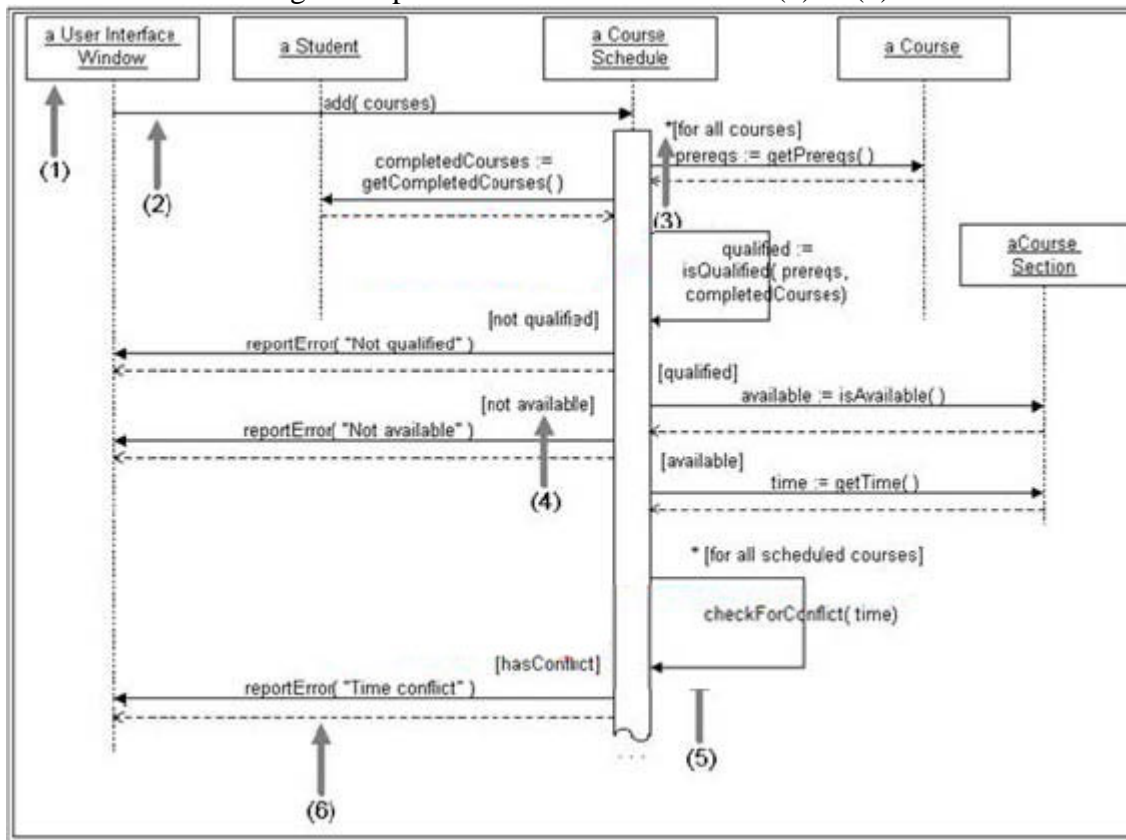 a User Interface
Window
a Student
a Course
Schedule
a Course
add( courses)
*[for all courses]
prereqs := getPrereqs( )
completedCourses :=
getCompletedCourses( )
(1)
(2)
(3)
qualified :=
isQualified( prereqs,
completedCourses)
aCourse
Section
[not qualified]
reportError( "Not qualified" )
[qualified]
available := isAvailable( )
[not available]
reportError( "Not available" )
[available]
time := getTime( )
(4)
* [for all scheduled courses]
checkForConflict( time)
[hasConflict]
reportError( "Time conflict" )
(5)
. . .
(6)